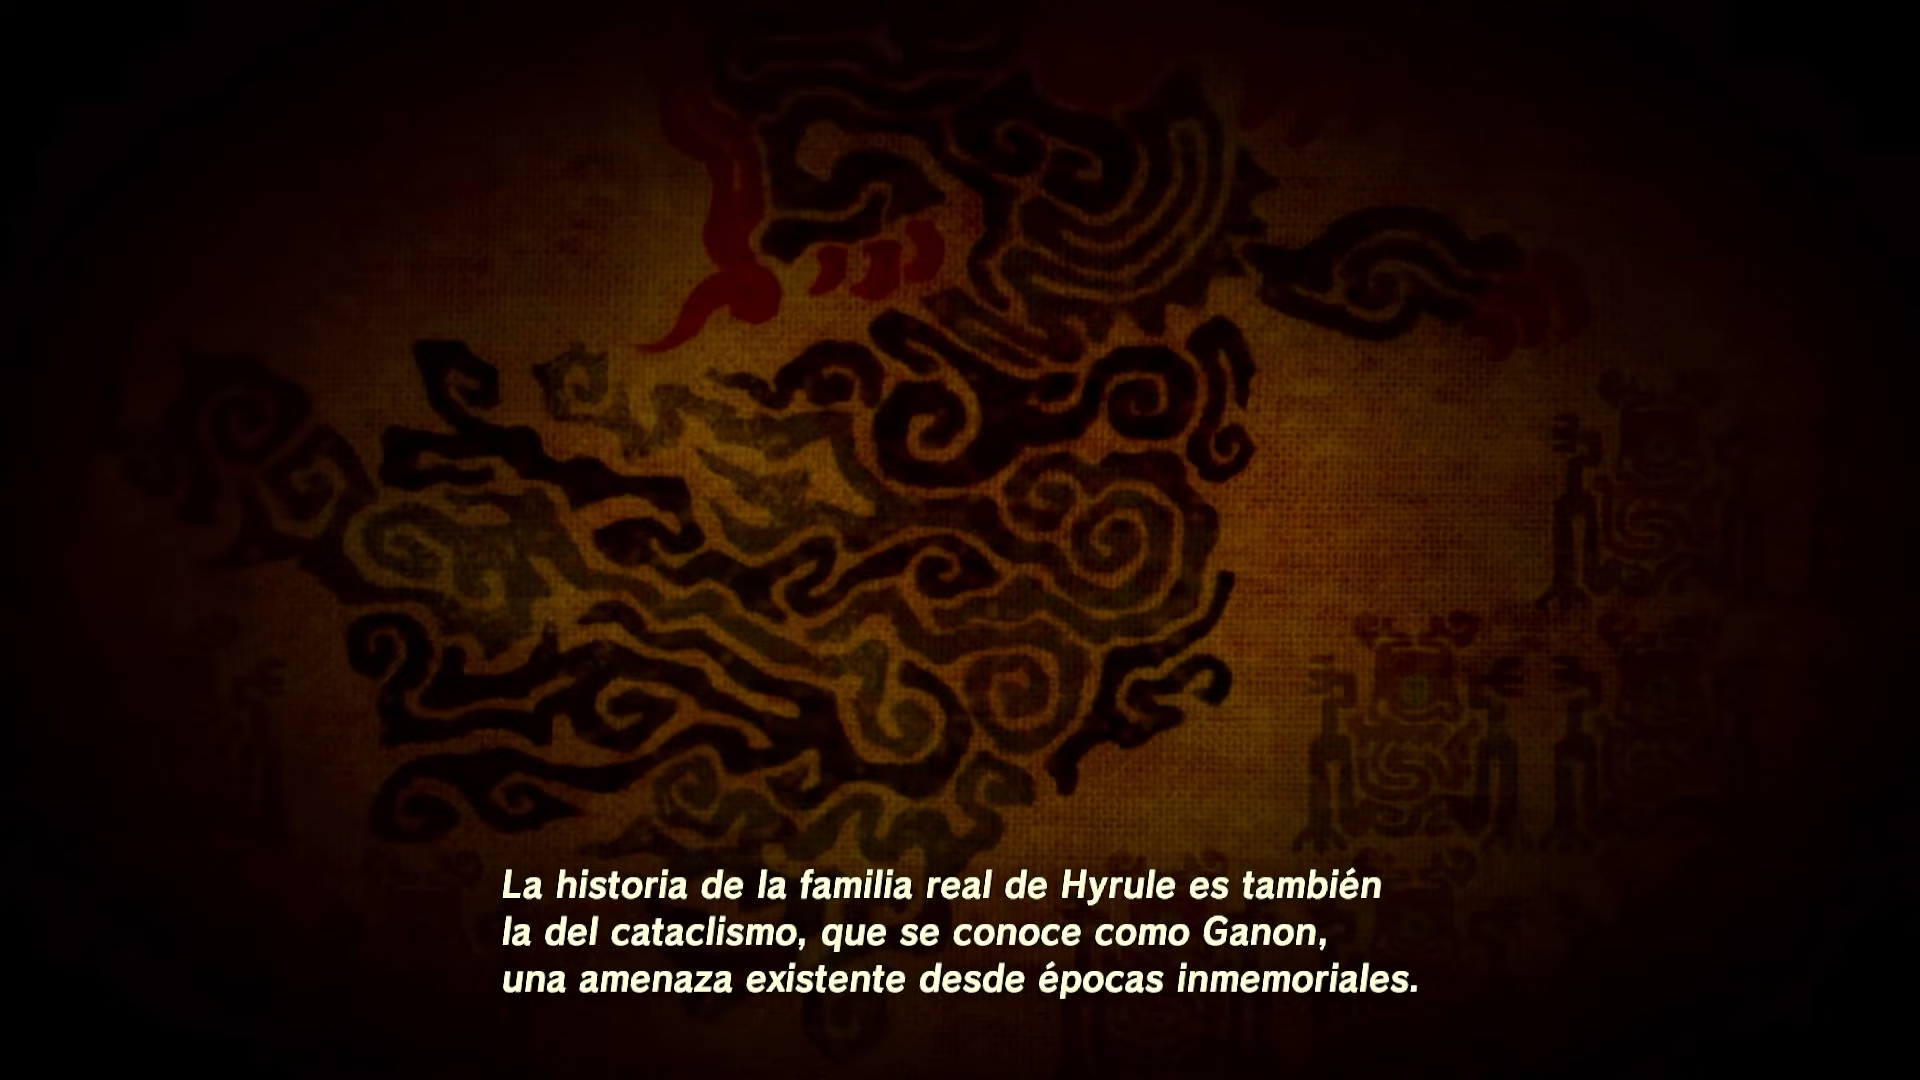 La historia de la familia real de Hyrule es también
la del cataclismo, que se conoce como Ganon,
una amenaza existente desde épocas inmemoriales.